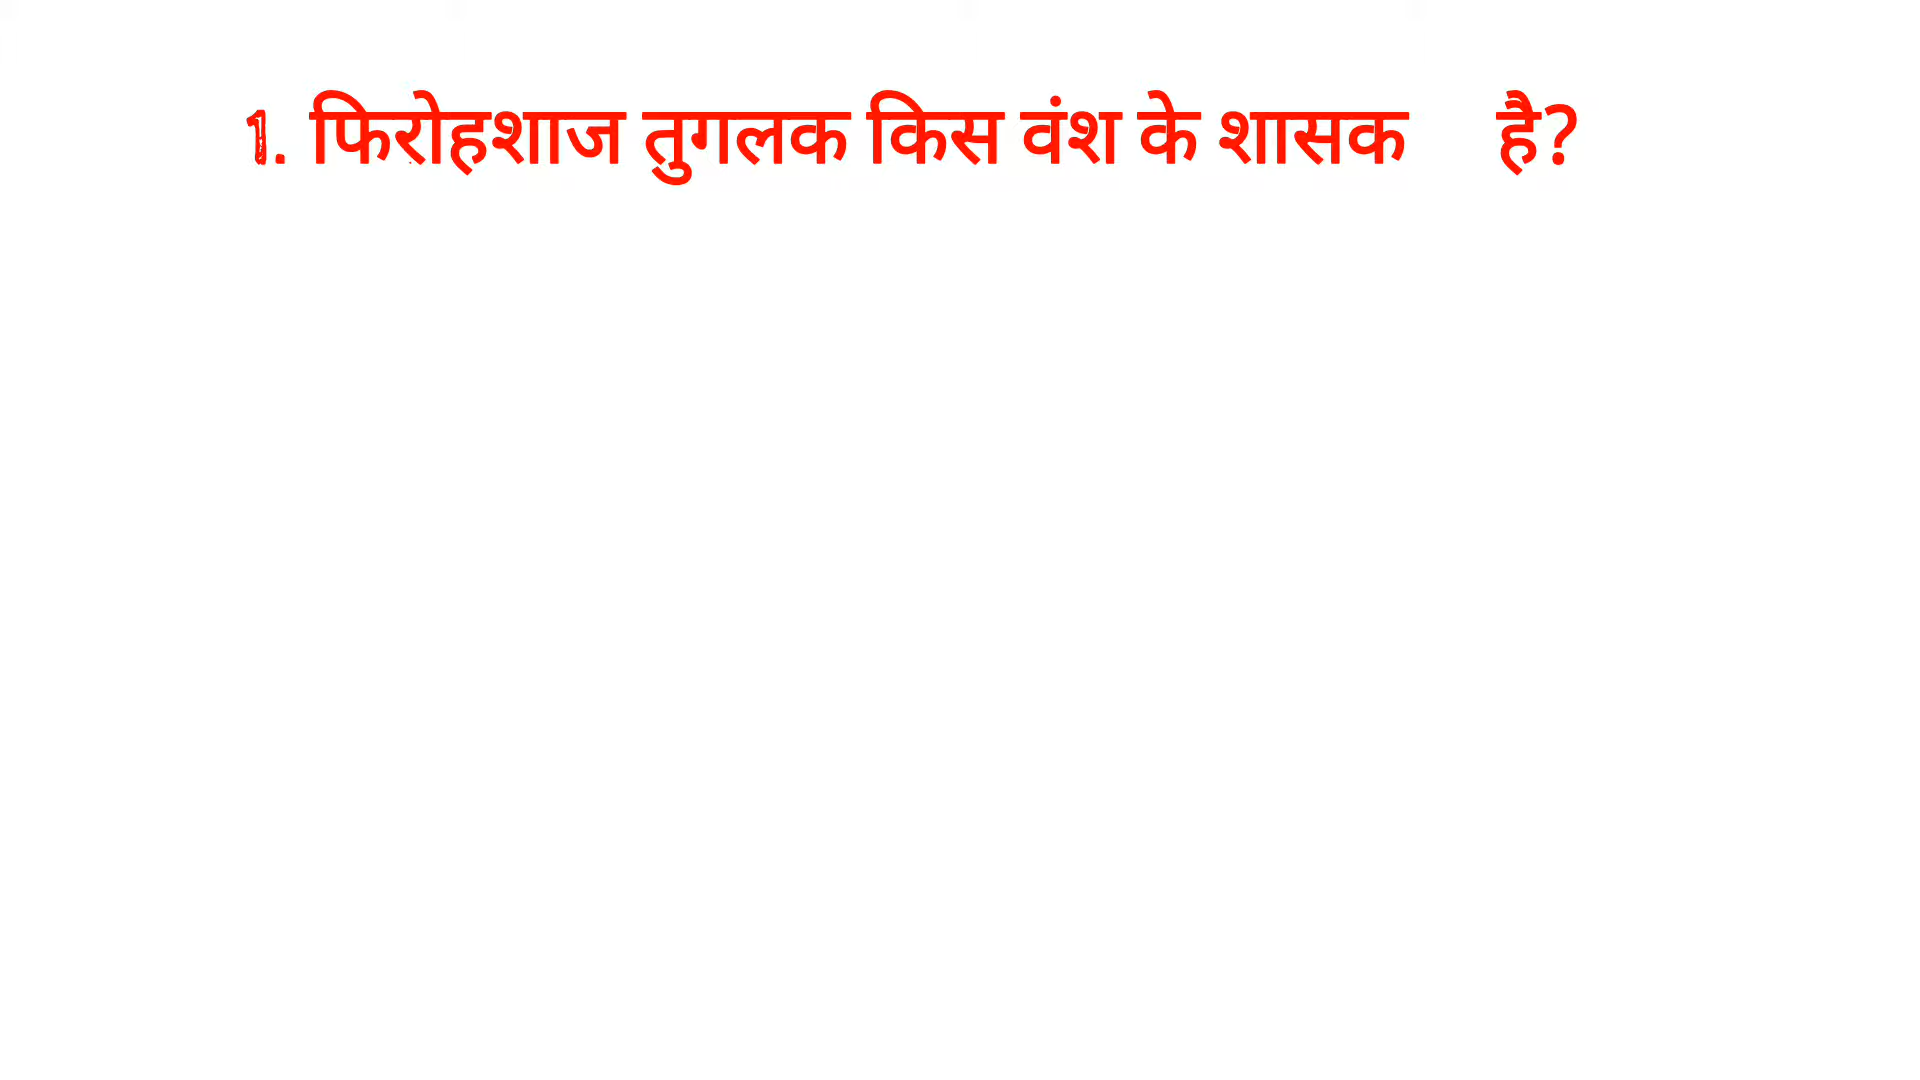 1. फिरोहशाज तुगलक किस वंश के शासक है?